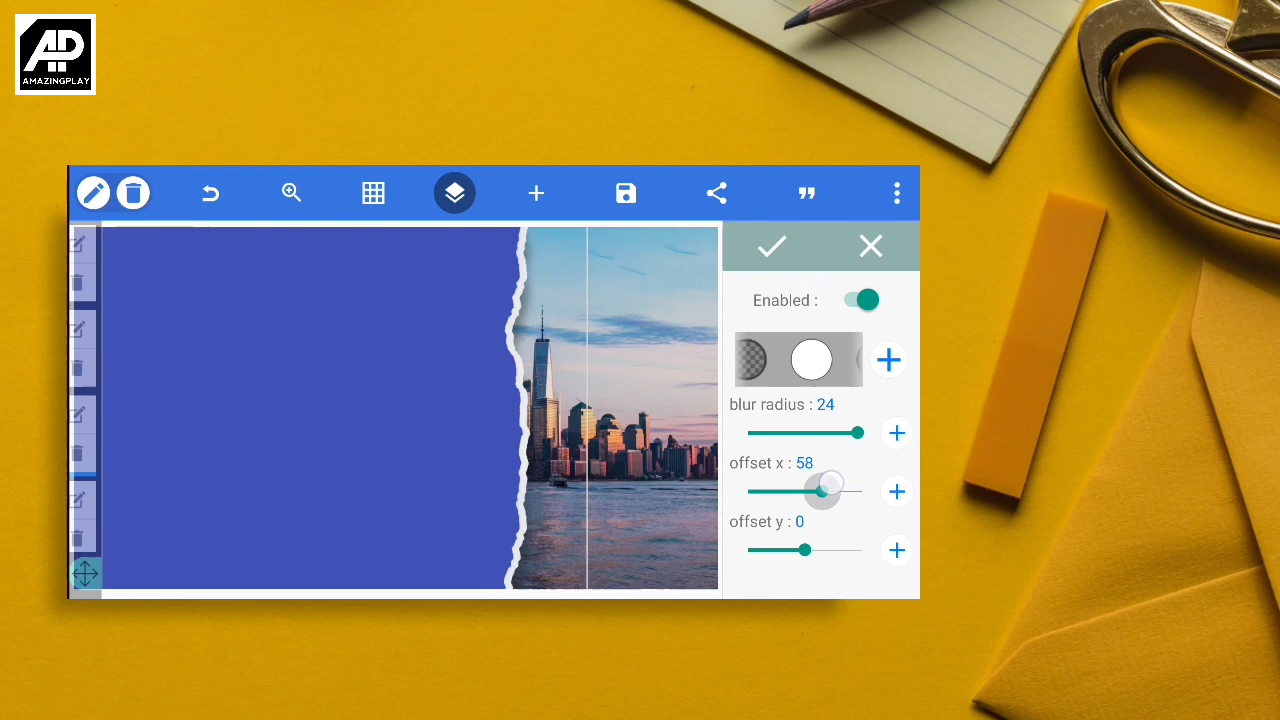 AP
AMAZINGPLAY
Enabled :
blur radius : 24
offset x : 58
offset y : 0